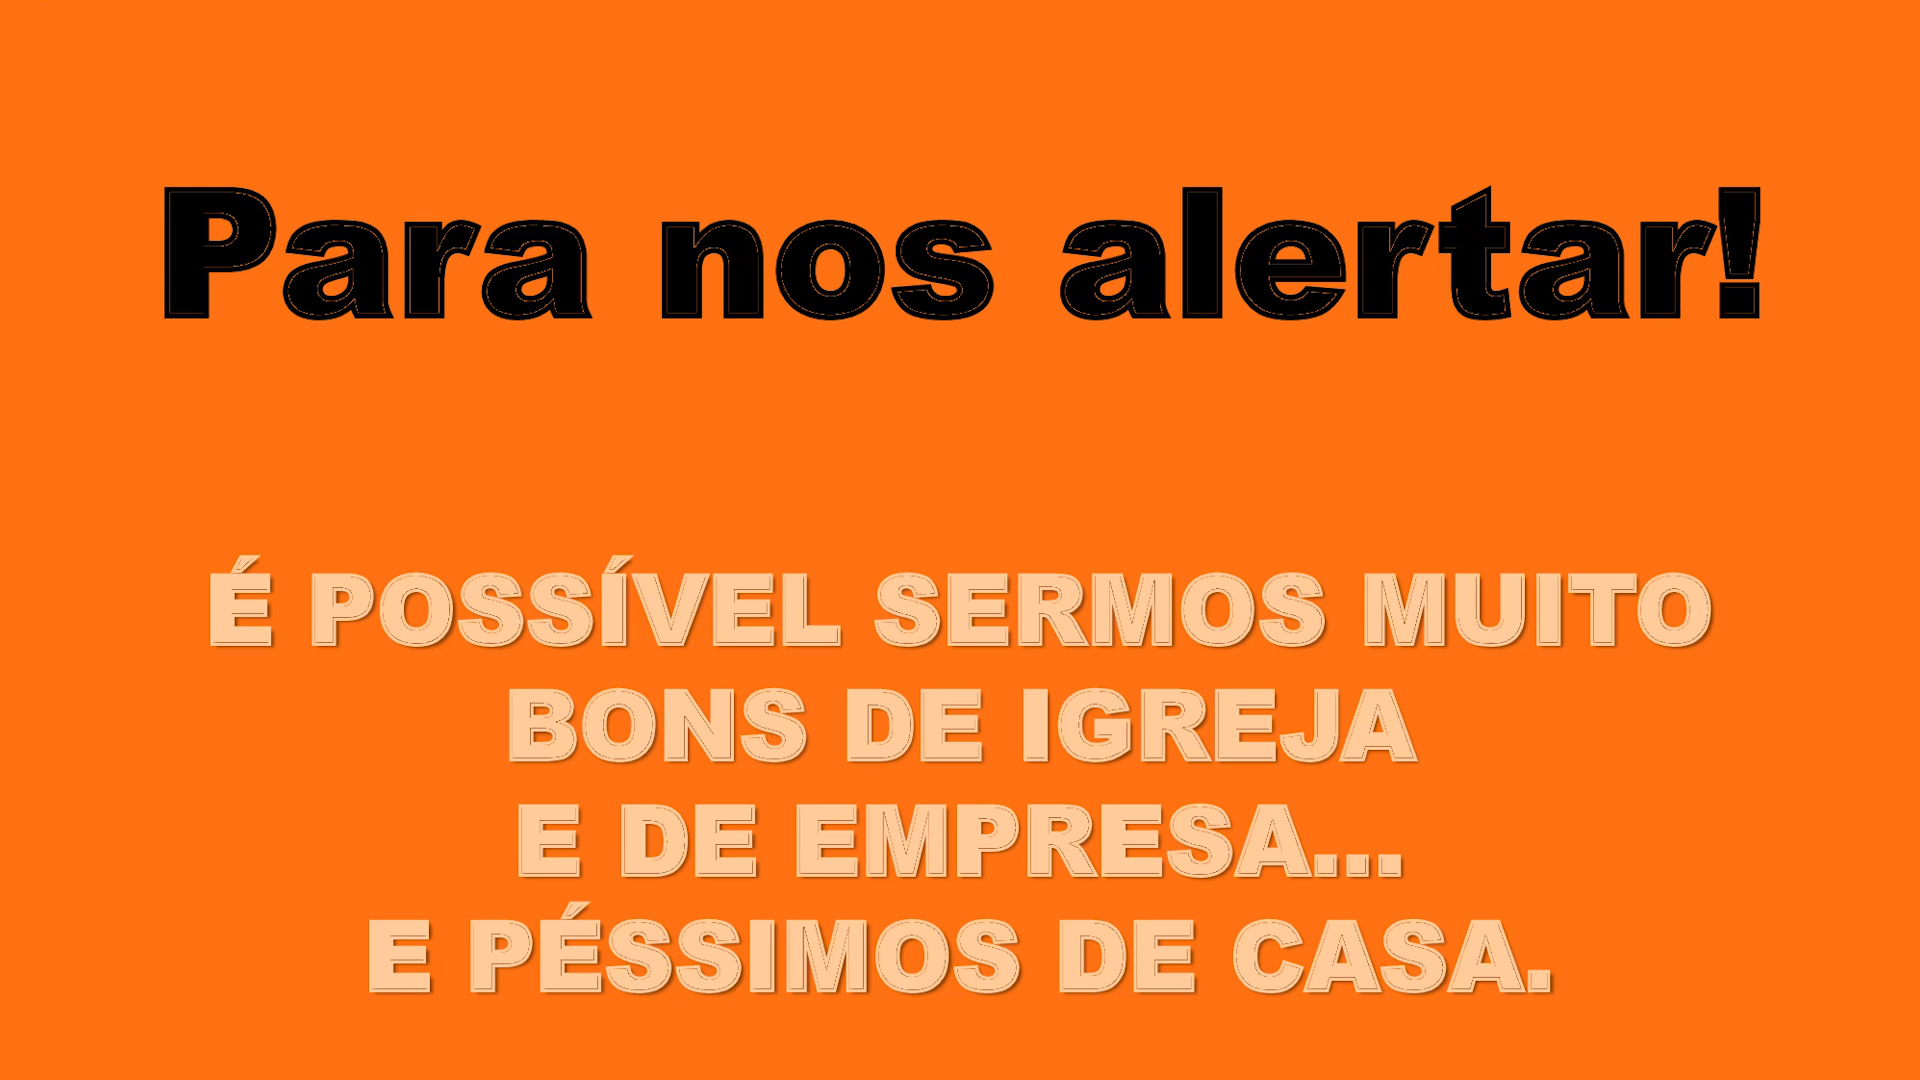 Para nos alertar!
É POSSÍVEL SERMOS MUITO
BONS DE IGREJA
E DE EMPRESA...
E PÉSSIMOS DE CASA.